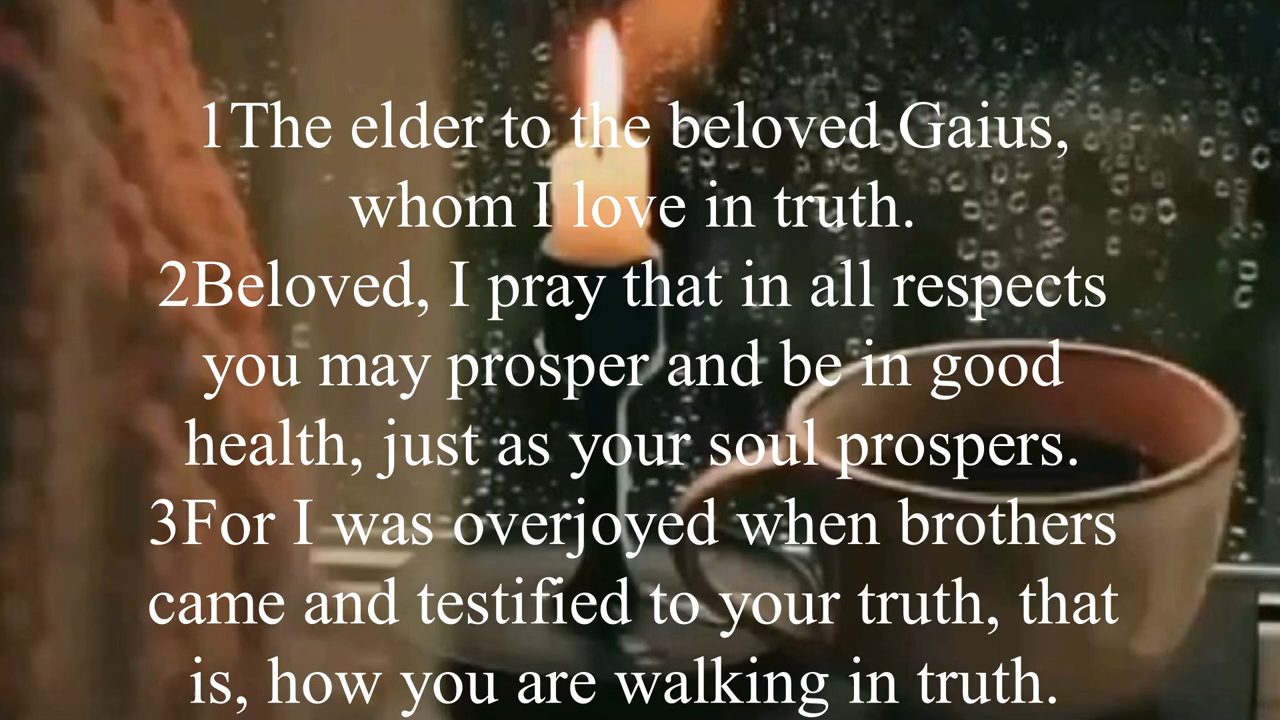 1The elder to the beloved Gaius,
whom I love in truth.
2Beloved, I pray that in all respects
you may prosper and be in good
health, just as your soul prospers.
3For I was overjoyed when brothers
came and testified to your truth, that
is, how you are walking in truth.